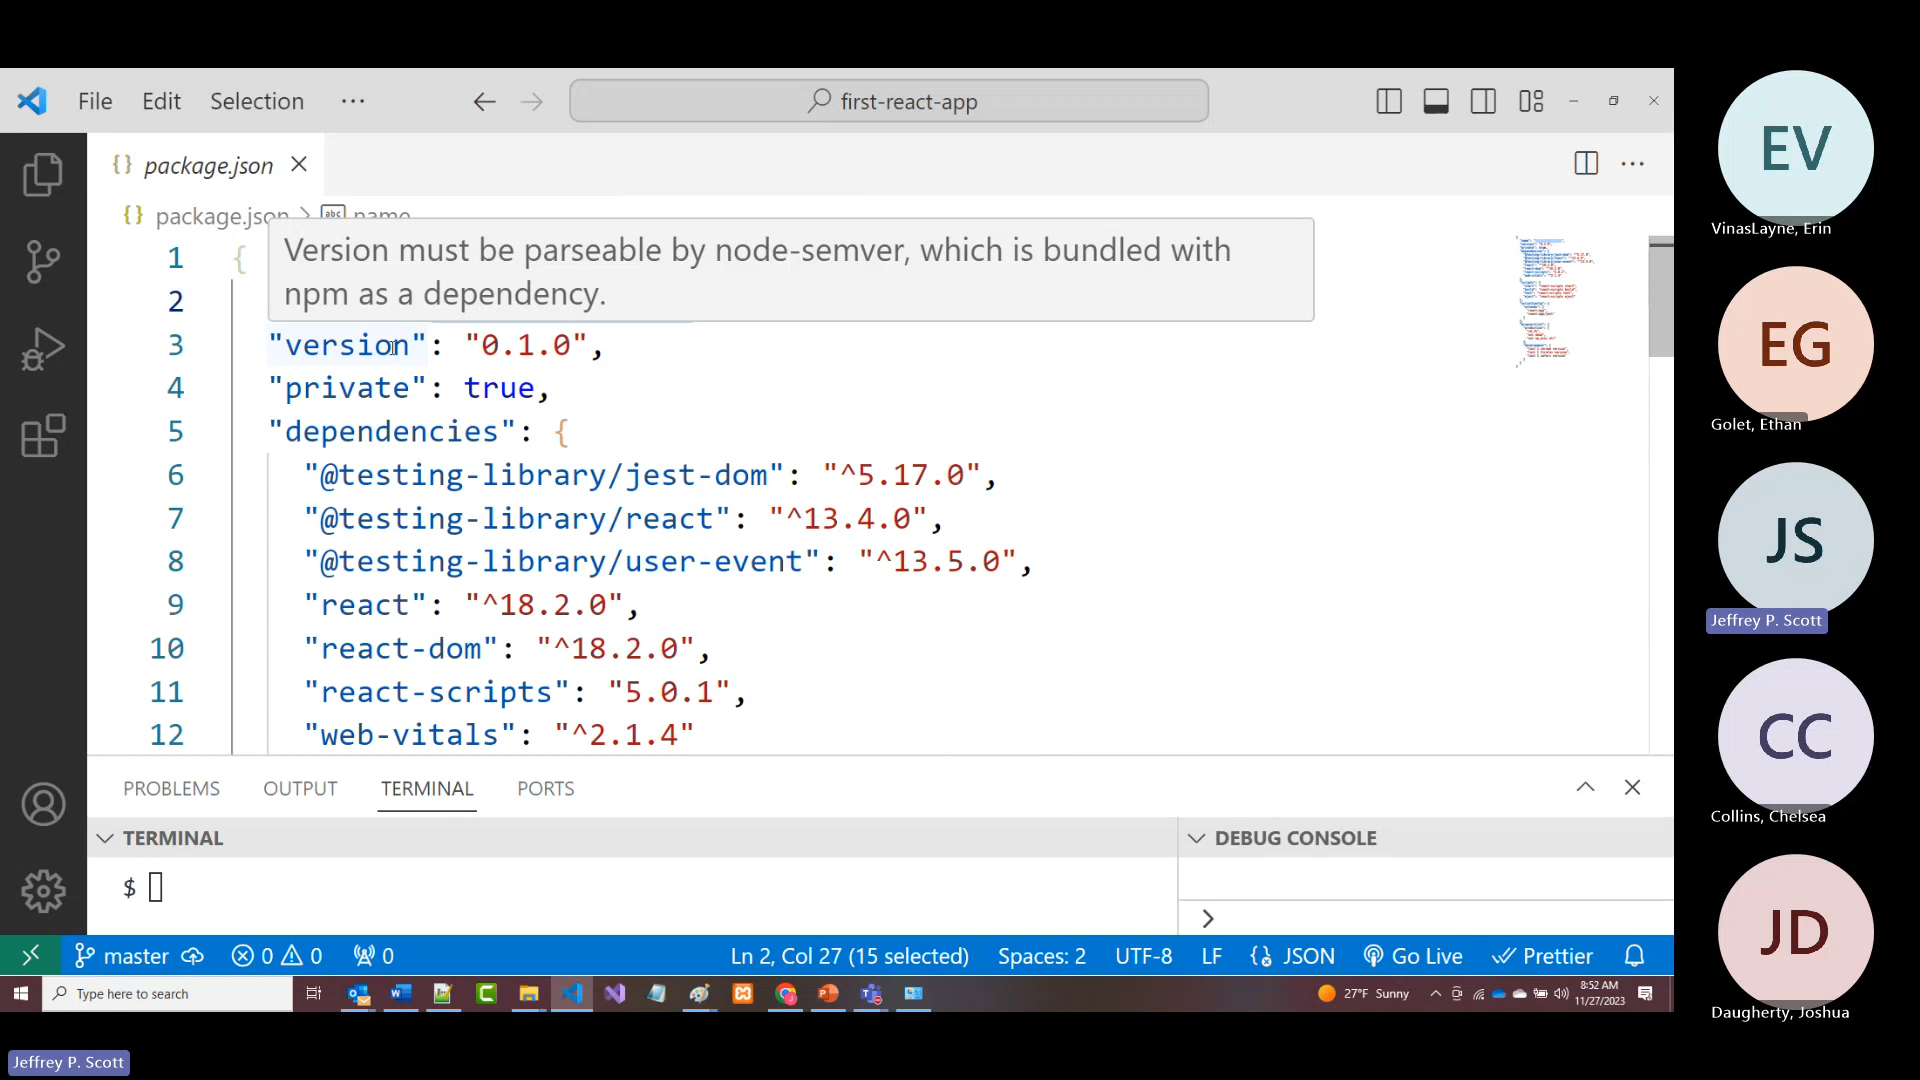 File Edit Selection ···
first-react-app
{} package.json
{} package.json > abc name
Version must be parseable by node-semver, which is bundled with
npm as a dependency.
1 {
2
3 "version": "0.1.0",
4 "private": true,
5 "dependencies": {
6 "@testing-library/jest-dom": "^5.17.0",
7 "@testing-library/react": "^13.4.0",
8 "@testing-library/user-event": "^13.5.0",
9 "react": "^18.2.0",
10 "react-dom": "^18.2.0",
11 "react-scripts": "5.0.1",
12 "web-vitals": "^2.1.4"
PROBLEMS OUTPUT TERMINAL PORTS
TERMINAL
DEBUG CONSOLE
$
>
master 0 0 0 Ln 2, Col 27 (15 selected) Spaces: 2 UTF-8 LF JSON Go Live Prettier
Type here to search
27°F Sunny
8:52 AM
11/27/2023
Jeffrey P. Scott
EV
VinasLayne, Erin
EG
Golet, Ethan
JS
Jeffrey P. Scott
CC
Collins, Chelsea
JD
Daugherty, Joshua